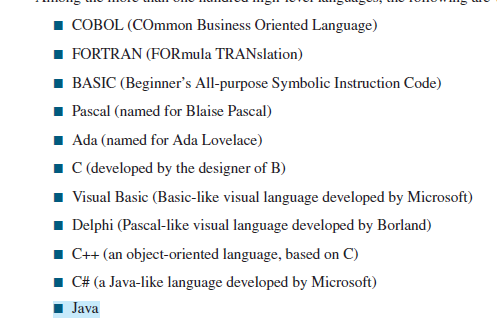 Among the more than one hundred high-level languages, the following are
■ COBOL (COmmon Business Oriented Language)
■ FORTRAN (FORmula TRANslation)
■ BASIC (Beginner’s All-purpose Symbolic Instruction Code)
■ Pascal (named for Blaise Pascal)
■ Ada (named for Ada Lovelace)
■ C (developed by the designer of B)
■ Visual Basic (Basic-like visual language developed by Microsoft)
■ Delphi (Pascal-like visual language developed by Borland)
■ C++ (an object-oriented language, based on C)
■ C# (a Java-like language developed by Microsoft)
■ Java